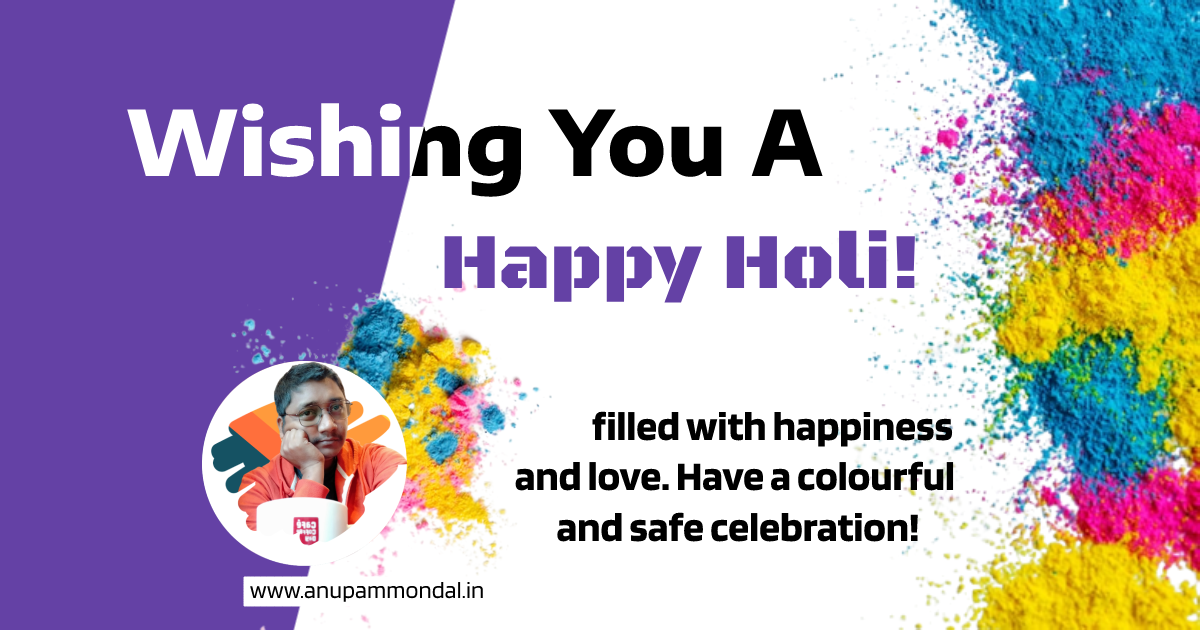 Wishing You A
Happy Holi!
filled with happiness
and love. Have a colourful
and safe celebration!
www.anupammondal.in